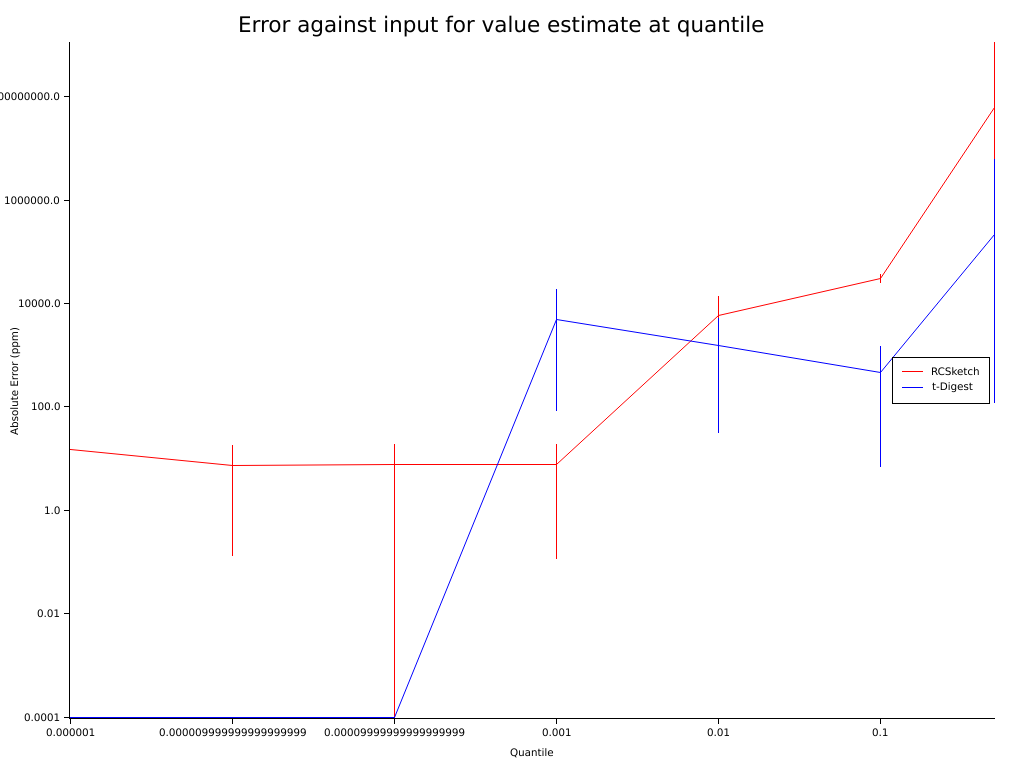 Error against input for value estimate at quantile
00000000.0
1000000.0
10000.0
Absolute Error (ppm)
RCSketch
t-Digest
100.0
1.0
0.01
0.0001
0.000001 0.000009999999999999999 0.00009999999999999999 0.001 0.01 0.1
Quantile